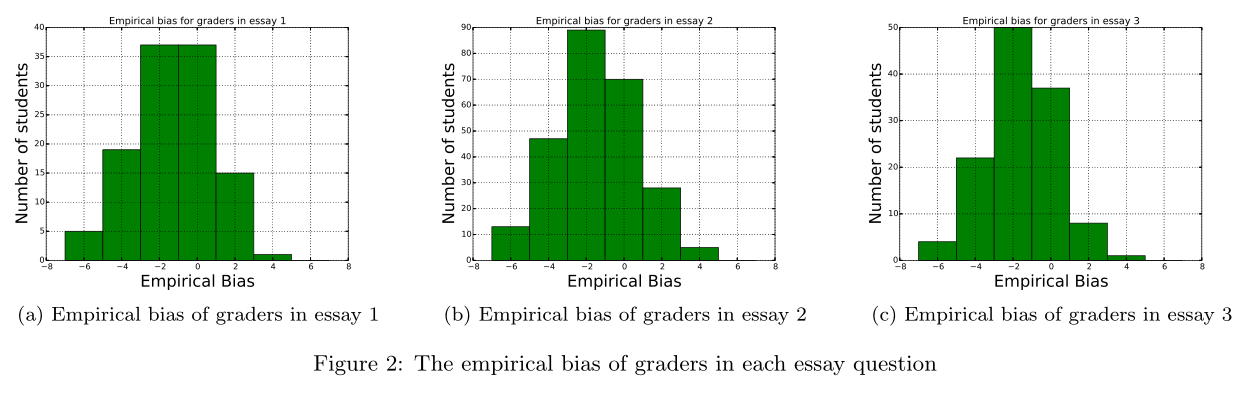 Empirical bias for graders in essay 1
Number of students
40
35
30
25
20
15
10
5
0
−8 −6 −4 −2 0 2 4 6 8
Empirical Bias
(a) Empirical bias of graders in essay 1
Empirical bias for graders in essay 2
Number of students
90
80
70
60
50
40
30
20
10
0
−8 −6 −4 −2 0 2 4 6 8
Empirical Bias
(b) Empirical bias of graders in essay 2
Empirical bias for graders in essay 3
Number of students
50
40
30
20
10
0
−8 −6 −4 −2 0 2 4 6 8
Empirical Bias
(c) Empirical bias of graders in essay 3
Figure 2: The empirical bias of graders in each essay question